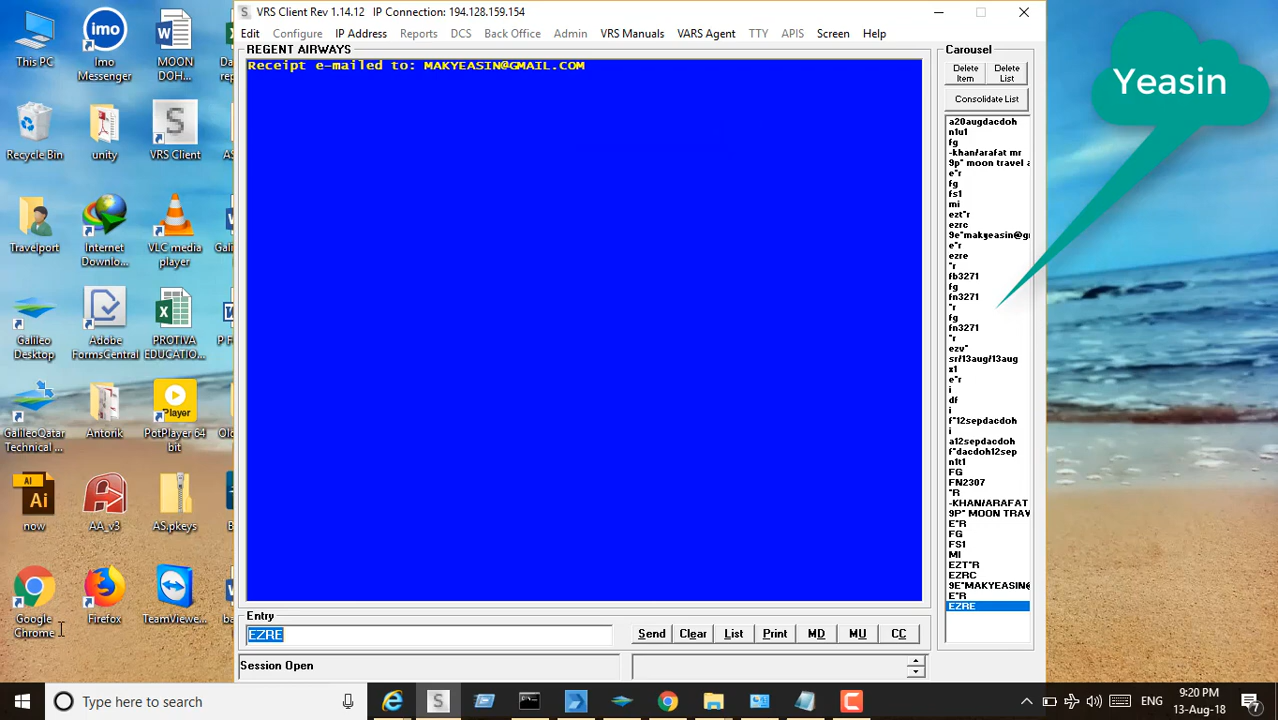 This PC
imo
Messenger
MOON
DOH...
Recycle Bin
unity
VRS Client
Travelport
Internet
Downlo...
VLC media
player
Galileo
Desktop
Adobe
FormsCentral
PROTIVA
EDUCATIO...
GalileoQatar
Technical ...
Antorik
Player
PotPlayer 64
bit
Ai
now
AA_v3
AS.pkeys
Google
Chrome
Firefox
TeamViewe...
S VRS Client Rev 1.14.12 IP Connection: 194.128.159.154
Edit Configure IP Address Reports DCS Back Office Admin VRS Manuals VARS Agent TTY APIS Screen Help
REGENT AIRWAYS
Receipt e-mailed to: MAKYEASIN@GMAIL.COM
Entry
EZRE
Send Clear List Print MD MU CC
Session Open
Carousel
Delete
Item
Delete
List
Consolidate List
a20augdacdoh
n1u1
fg
-khan/arafat mr
9p* moon travel a
e*r
fg
fs1
mi
ezt*r
ezrc
9e*makyeasin@gr
e*r
ezre
*r
fb3271
fg
fn3271
*r
fg
fn3271
*r
ezv*
sr/13aug/13aug
x1
e*r
i
df
i
f*12sepdacdoh
i
a12sepdacdoh
f*dacdoh12sep
n1t1
FG
FN2307
*R
-KHAN/ARAFAT
9P* MOON TRAV
E*R
FG
FS1
MI
EZT*R
EZRC
9E*MAKYEASIN@
E*R
EZRE
Yeasin
Type here to search
ENG
9:20 PM
13-Aug-18
7